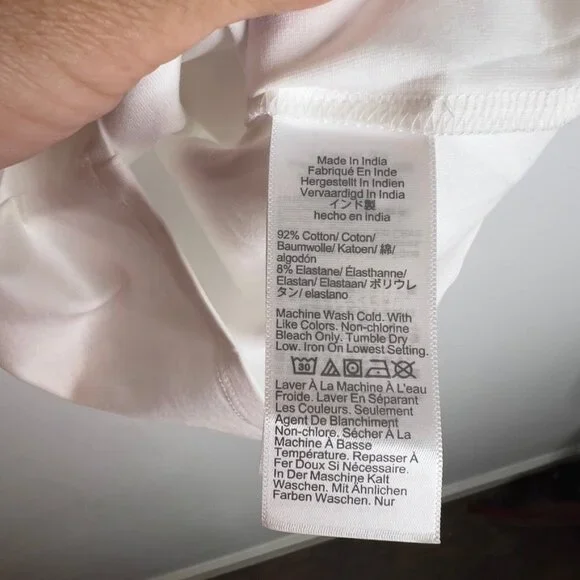 Made In India
Fabriqué En Inde
Hergestellt In Indien
Vervaardigd In India
インド製
hecho en india
92% Cotton/ Coton/
Baumwolle/ Katoen/ 綿/
algodón
8% Elastane/ Élasthanne/
Elastan/ Elastaan/ ポリウレ
タン/ elastano
Machine Wash Cold. With
Like Colors. Non-chlorine
Bleach Only. Tumble Dry
Low. Iron On Lowest Setting.
30
Laver À La Machine À L'eau
Froide. Laver En Séparant
Les Couleurs. Seulement
Agent De Blanchiment
Non-chlore. Sécher À La
Machine À Basse
Température. Repasser À
Fer Doux Si Nécessaire.
In Der Maschine Kalt
Waschen. Mit Ähnlichen
Farben Waschen. Nur